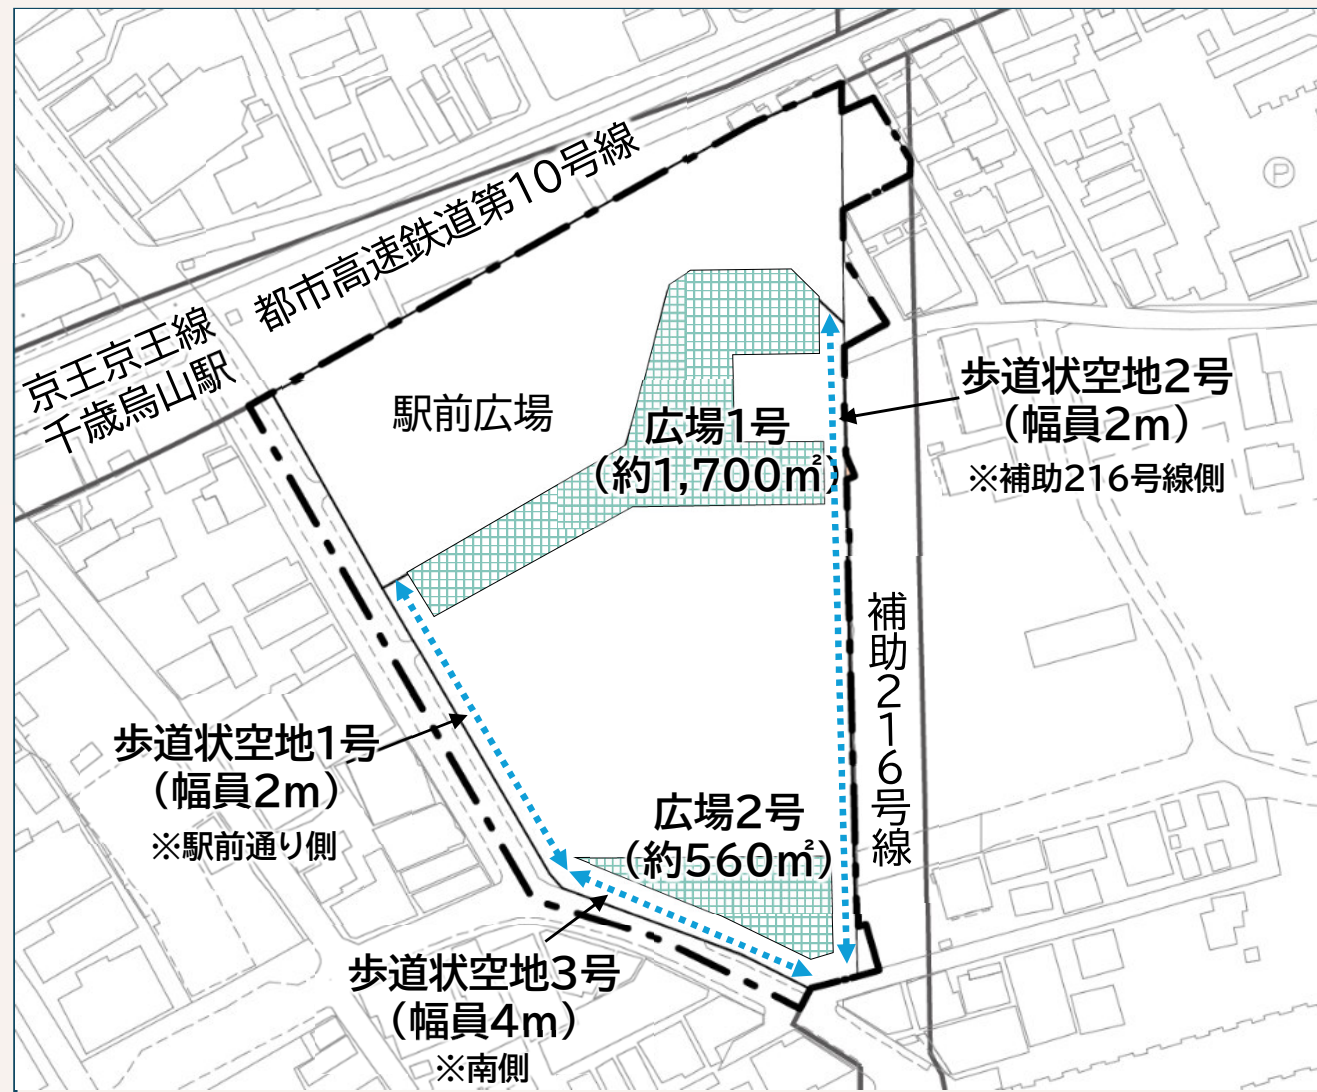 都市高速鉄道第10号線
京王京王線
千歳烏山駅
駅前広場
広場1号
(約1,700㎡)
歩道状空地2号
(幅員2m)
※補助216号線側
Ⓟ
補助216号線
歩道状空地1号
(幅員2m)
※駅前通り側
広場2号
(約560㎡)
歩道状空地3号
(幅員4m)
※南側